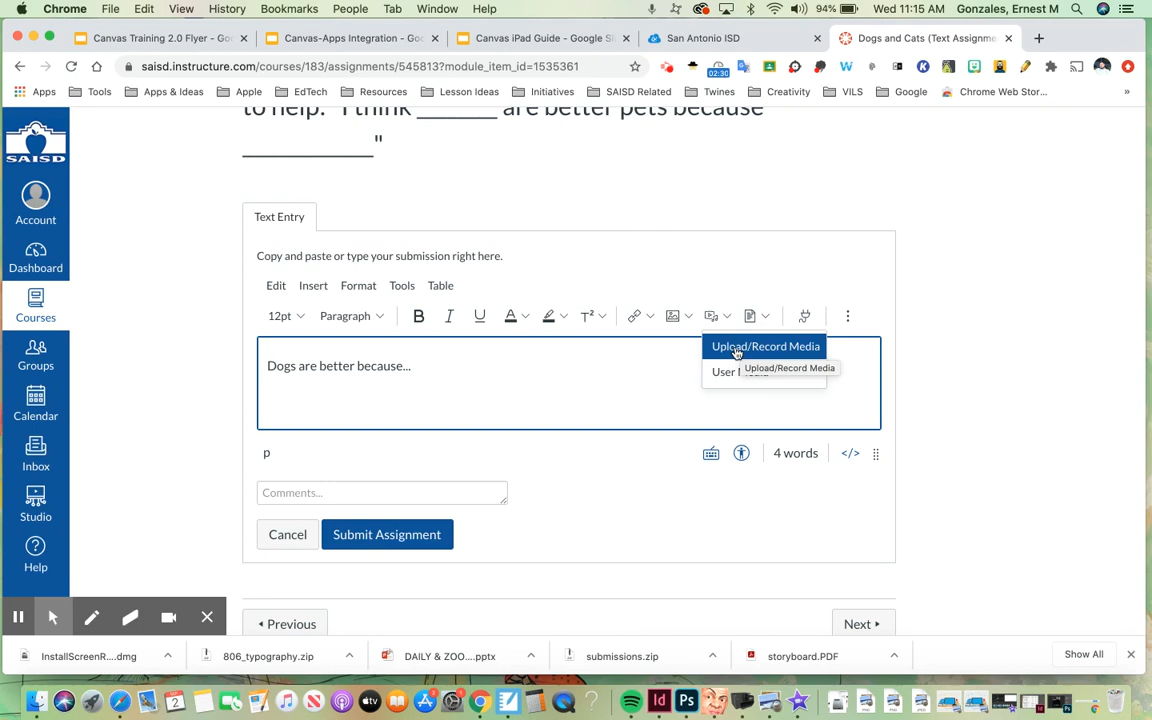 Chrome File Edit View History Bookmarks People Tab Window Help 94% Wed 11:15 AM Gonzales, Ernest M
Canvas Training 2.0 Flyer - Go
Canvas-Apps Integration - Goo
Canvas iPad Guide - Google Sl
San Antonio ISD
Dogs and Cats (Text Assignme
saisd.instructure.com/courses/183/assignments/545813?module_item_id=1535361
02:30
Apps Tools Apps & Ideas Apple EdTech Resources Lesson Ideas Initiatives SAISD Related Twines Creativity VILS Google Chrome Web Stor... »
to help. "I think _______ are better pets because
____________"
SAISD
Account
Dashboard
Courses
Groups
Calendar
Inbox
Studio
Help
Text Entry
Copy and paste or type your submission right here.
Edit Insert Format Tools Table
12pt Paragraph B I U A T²
Upload/Record Media
Upload/Record Media
Dogs are better because...
p
4 words </>
Comments...
Cancel Submit Assignment
Previous Next
InstallScreenR....dmg 806_typography.zip DAILY & ZOO....pptx submissions.zip storyboard.PDF Show All